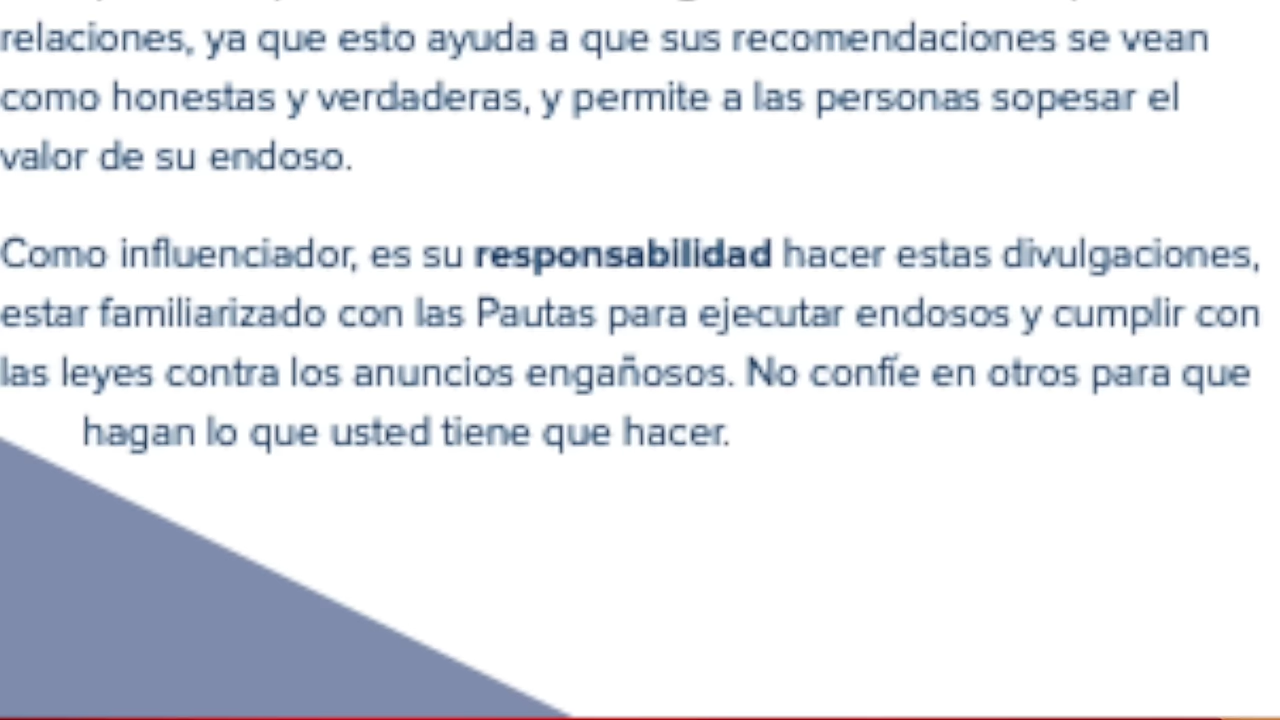 relaciones, ya que esto ayuda a que sus recomendaciones se vean
como honestas y verdaderas, y permite a las personas sopesar el
valor de su endoso.
Como influenciador, es su responsabilidad hacer estas divulgaciones,
estar familiarizado con las Pautas para ejecutar endosos y cumplir con
las leyes contra los anuncios engañosos. No confíe en otros para que
hagan lo que usted tiene que hacer.